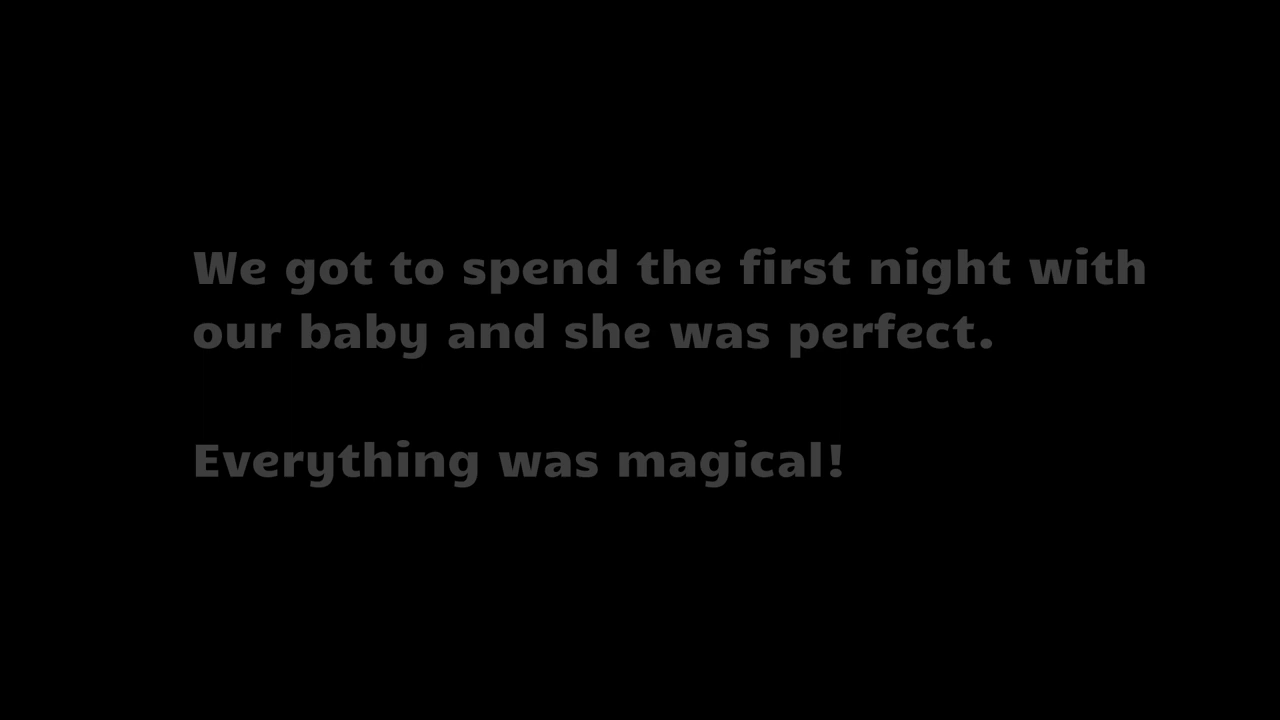 We got to spend the first night with
our baby and she was perfect.
Everything was magical!